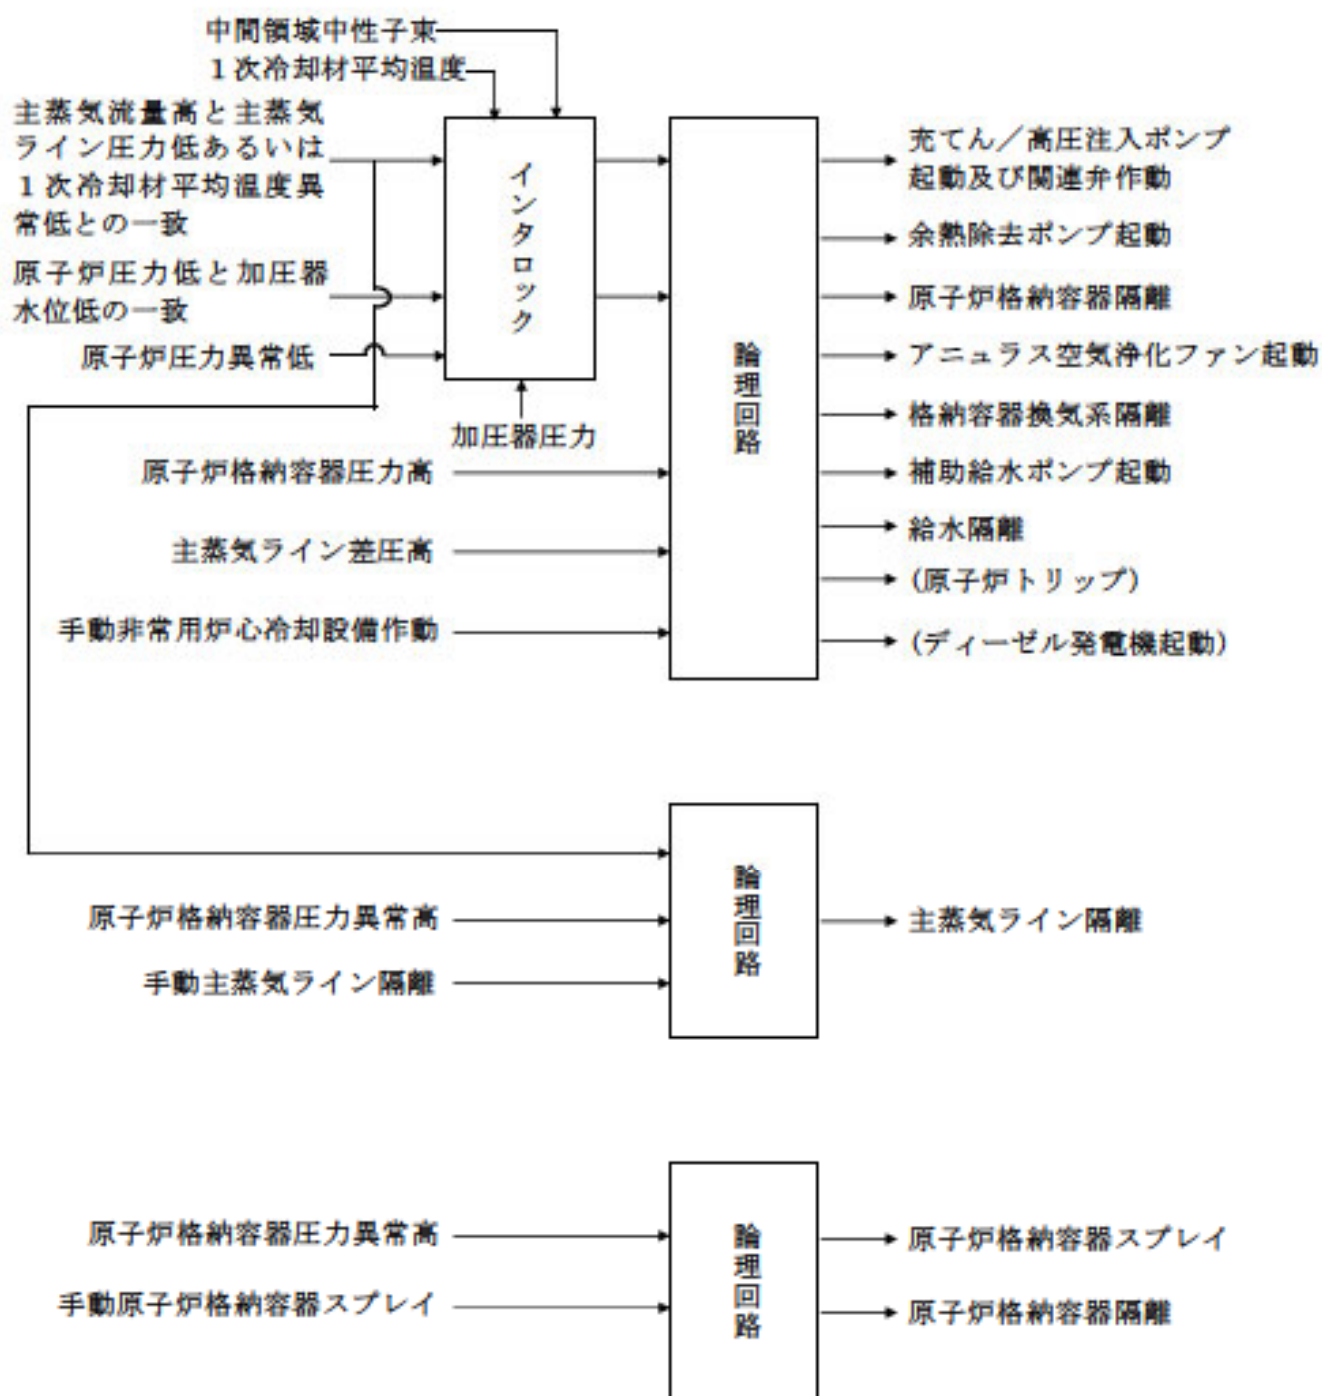 中間領域中性子束
１次冷却材平均温度
主蒸気流量高と主蒸気
ライン圧力低あるいは
１次冷却材平均温度異
常低との一致
原子炉圧力低と加圧器
水位低の一致
原子炉圧力異常低
インタロック
加圧器圧力
原子炉格納容器圧力高
主蒸気ライン差圧高
手動非常用炉心冷却設備作動
論理回路
充てん／高圧注入ポンプ
起動及び関連弁作動
余熱除去ポンプ起動
原子炉格納容器隔離
アニュラス空気浄化ファン起動
格納容器換気系隔離
補助給水ポンプ起動
給水隔離
(原子炉トリップ)
(ディーゼル発電機起動)
原子炉格納容器圧力異常高
手動主蒸気ライン隔離
論理回路
主蒸気ライン隔離
原子炉格納容器圧力異常高
手動原子炉格納容器スプレイ
論理回路
原子炉格納容器スプレイ
原子炉格納容器隔離